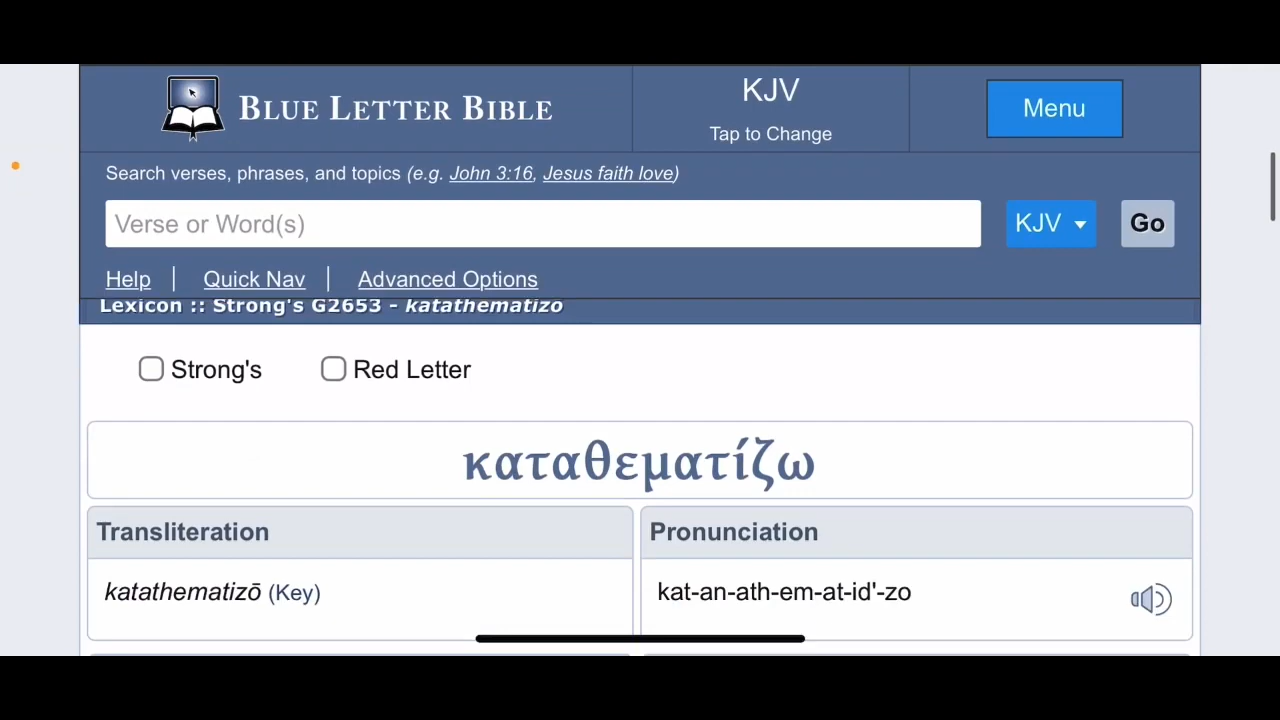 BLUE LETTER BIBLE
KJV
Tap to Change
Menu
Search verses, phrases, and topics (e.g. John 3:16, Jesus faith love)
Verse or Word(s)
KJV
Go
Help | Quick Nav | Advanced Options
Lexicon :: Strong's G2653 - katathematizō
Strong's
Red Letter
καταθεματίζω
Transliteration
Pronunciation
katathematizō (Key)
kat-an-ath-em-at-id'-zo